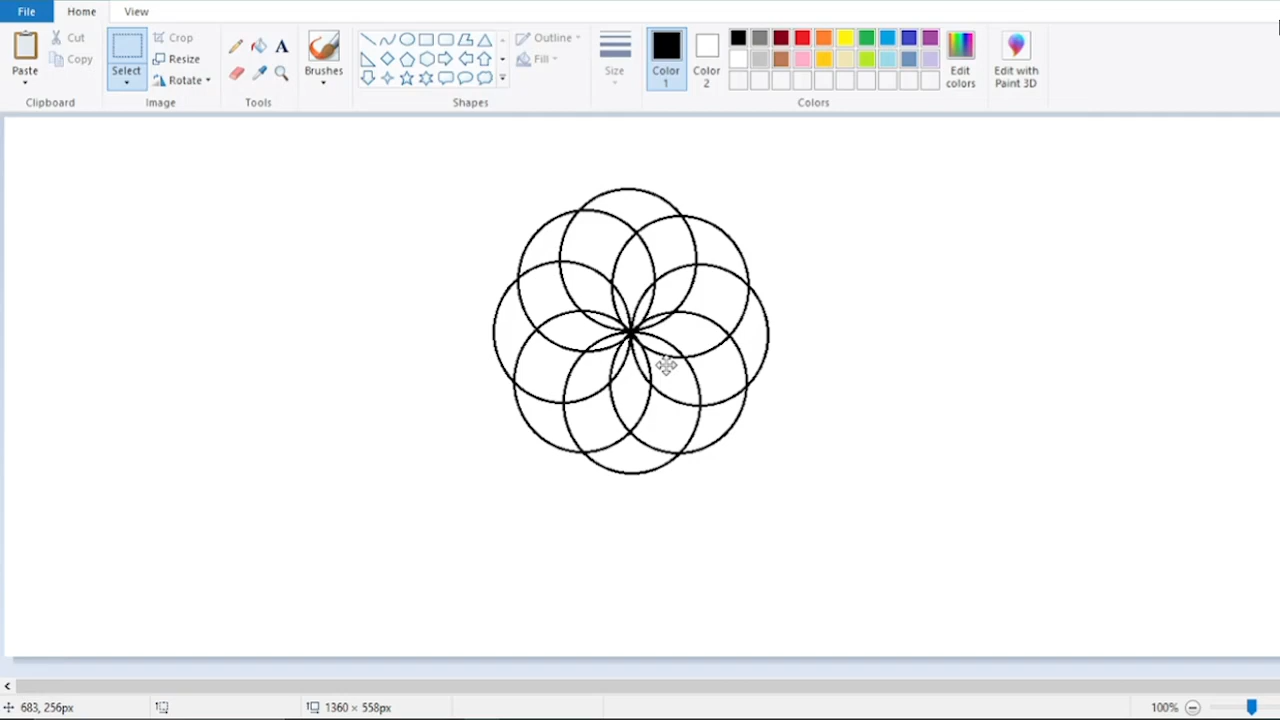 File Home View
Paste
Clipboard
Cut
Copy
Select
Crop
Resize
Rotate
Image
A
Tools
Brushes
Shapes
Outline
Fill
Size
Color
1
Color
2
Colors
Edit
colors
Edit with
Paint 3D
683, 256px
1360 × 558px
100%